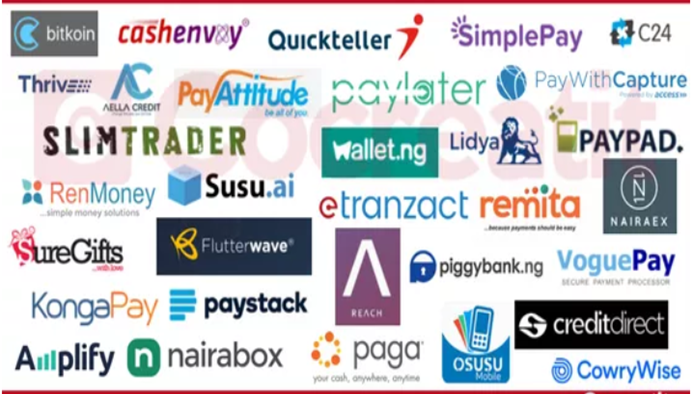 bitkoin
cashenvoy®
Quickteller
SimplePay
C24
Thrive
AELLA CREDIT
PayAttitude
be all of you
paylater
PayWithCapture
Powered by access
SLIMTRADER
Wallet.ng
Lidya
PAYPAD.
RenMoney
...simple money solutions
Susu.ai
etranzact
remita
...because payments should be easy
N
NAIRAEX
SureGifts
...with love
Flutterwave®
REACH
piggybank.ng
VoguePay
SECURE PAYMENT PROCESSOR
KongaPay
paystack
creditdirect
Amplify
n nairabox
paga
your cash, anywhere, anytime
OSUSU
Mobile
CowryWise
Cocreatif